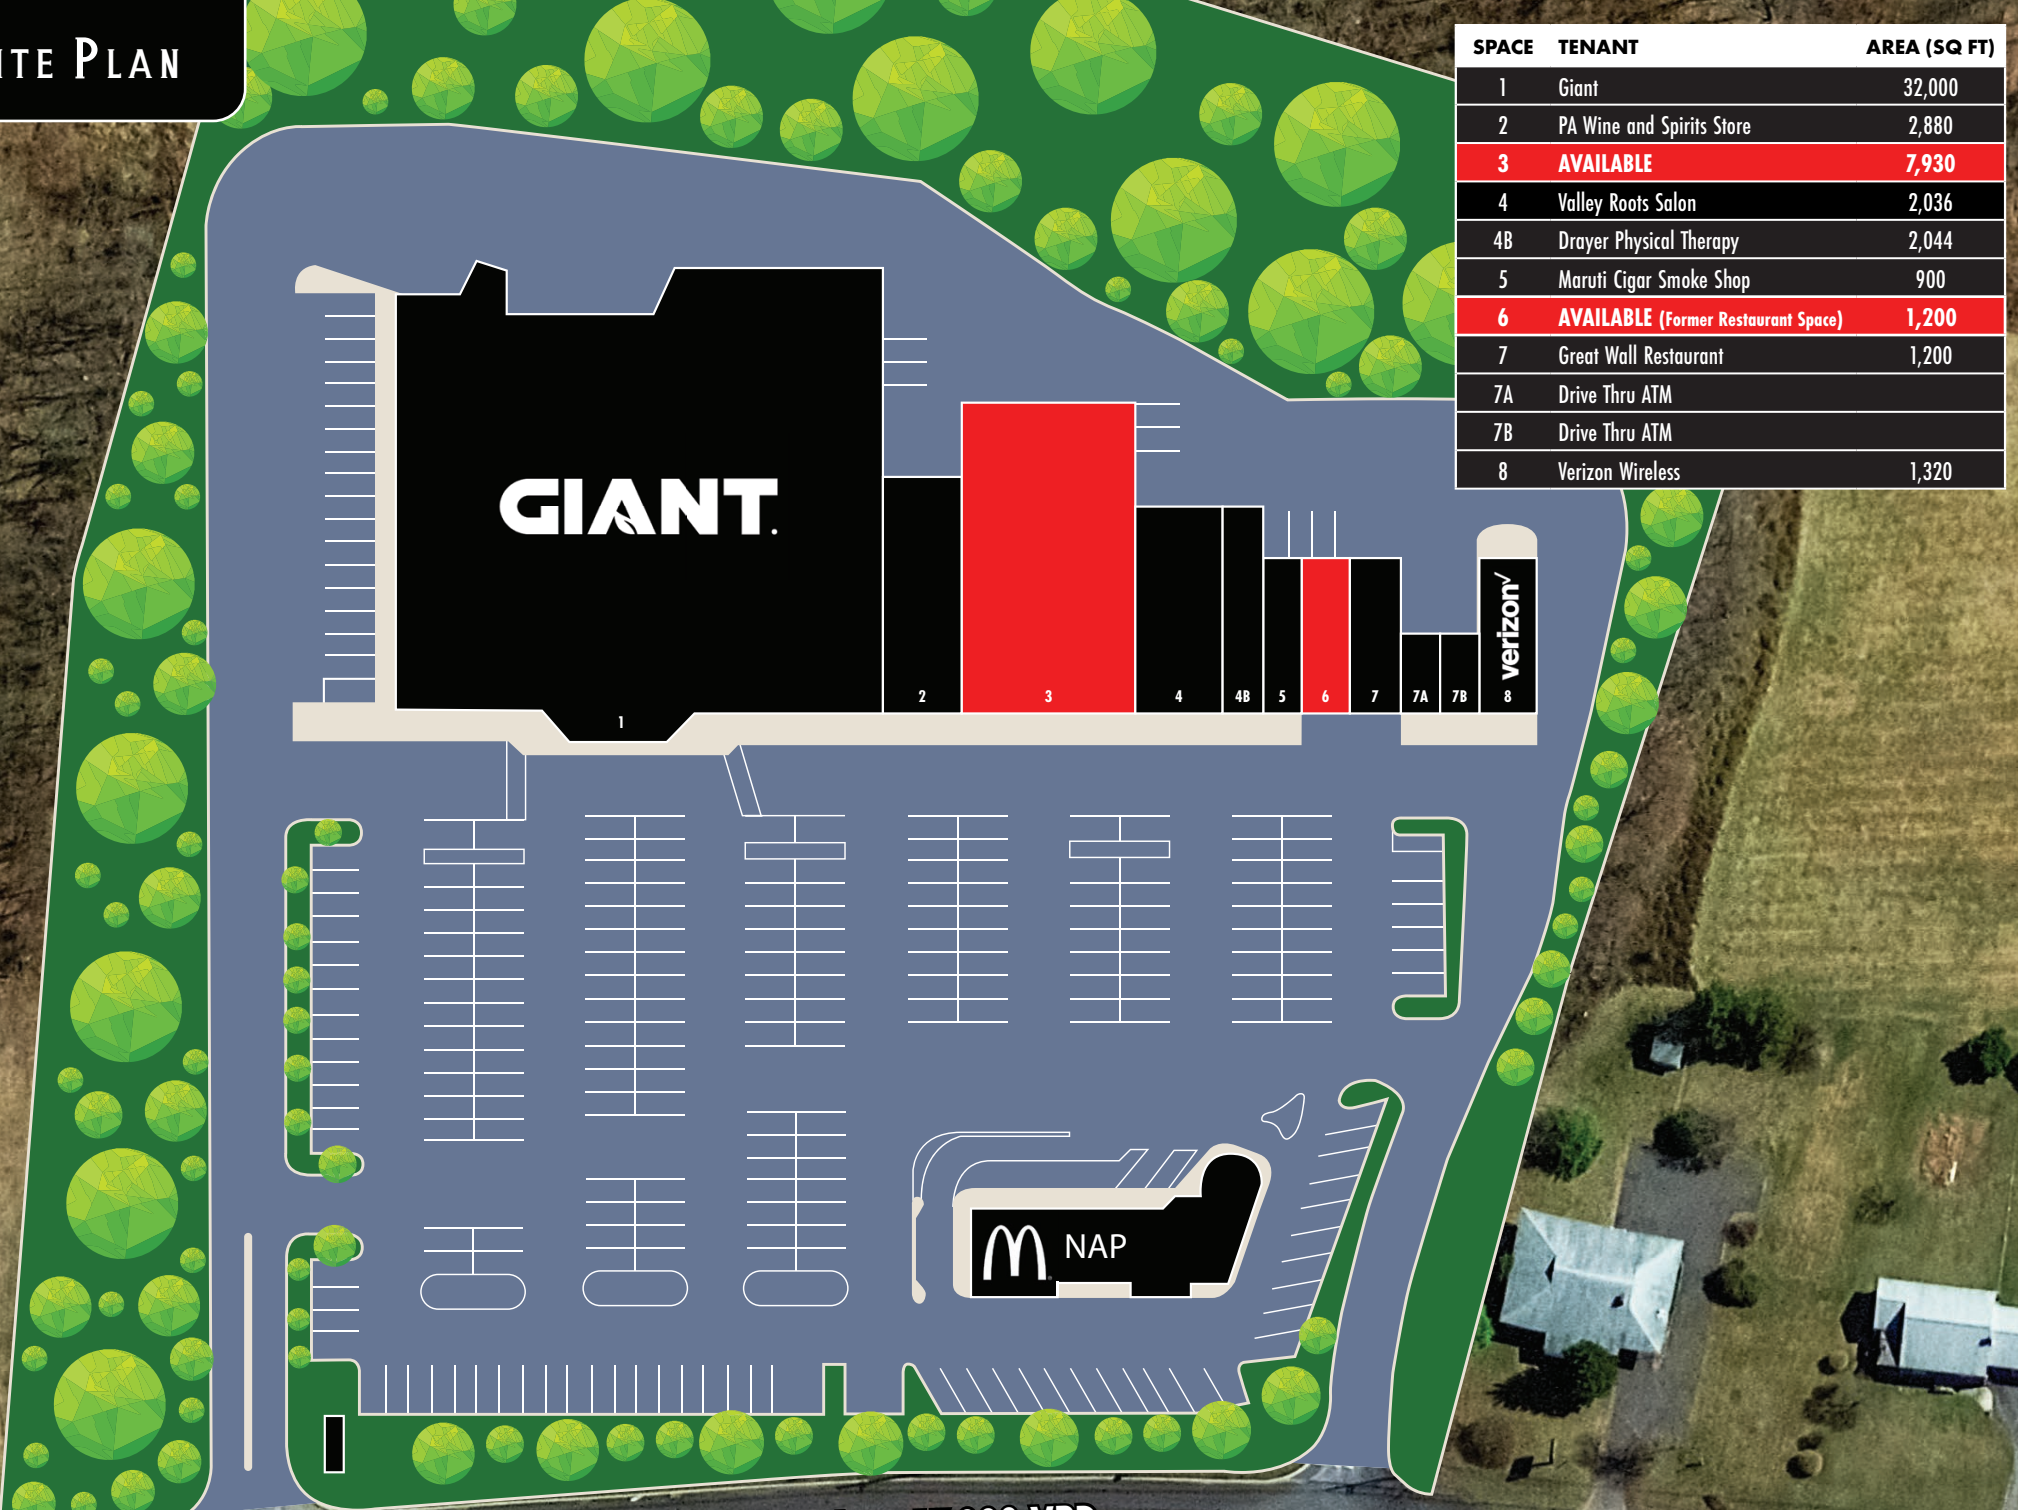 ITE PLAN
SPACE TENANT AREA (SQ FT)
1 Giant 32,000
2 PA Wine and Spirits Store 2,880
3 AVAILABLE 7,930
4 Valley Roots Salon 2,036
4B Drayer Physical Therapy 2,044
5 Maruti Cigar Smoke Shop 900
6 AVAILABLE (Former Restaurant Space) 1,200
7 Great Wall Restaurant 1,200
7A Drive Thru ATM
7B Drive Thru ATM
8 Verizon Wireless 1,320
GIANT.
verizon
1 2 3 4 4B 5 6 7 7A 7B 8
NAP
VPD